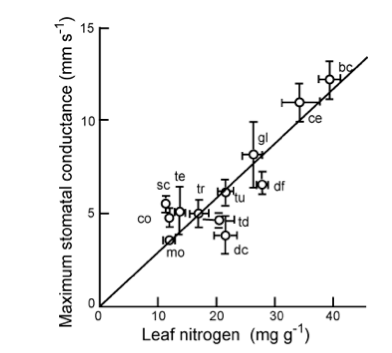 Maximum stomatal conductance (mm s⁻¹)
15
10
5
0
bc
ce
gl
df
te
sc
tr
tu
co
td
mo
dc
0 10 20 30 40
Leaf nitrogen (mg g⁻¹)